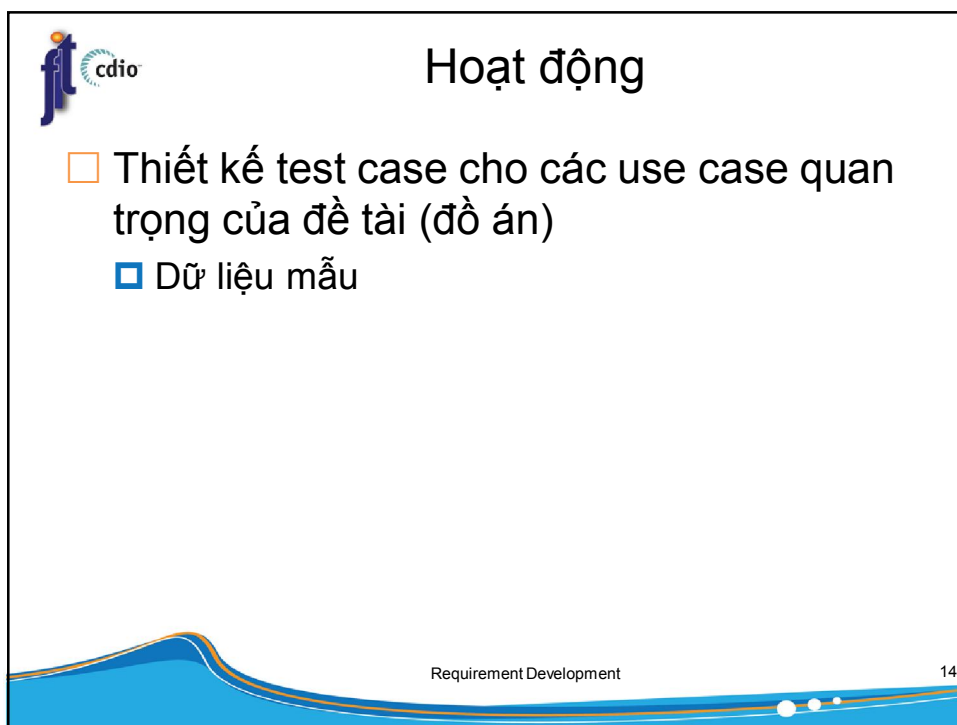 fit cdio
Hoạt động
Thiết kế test case cho các use case quan
trọng của đề tài (đồ án)
Dữ liệu mẫu
Requirement Development 14